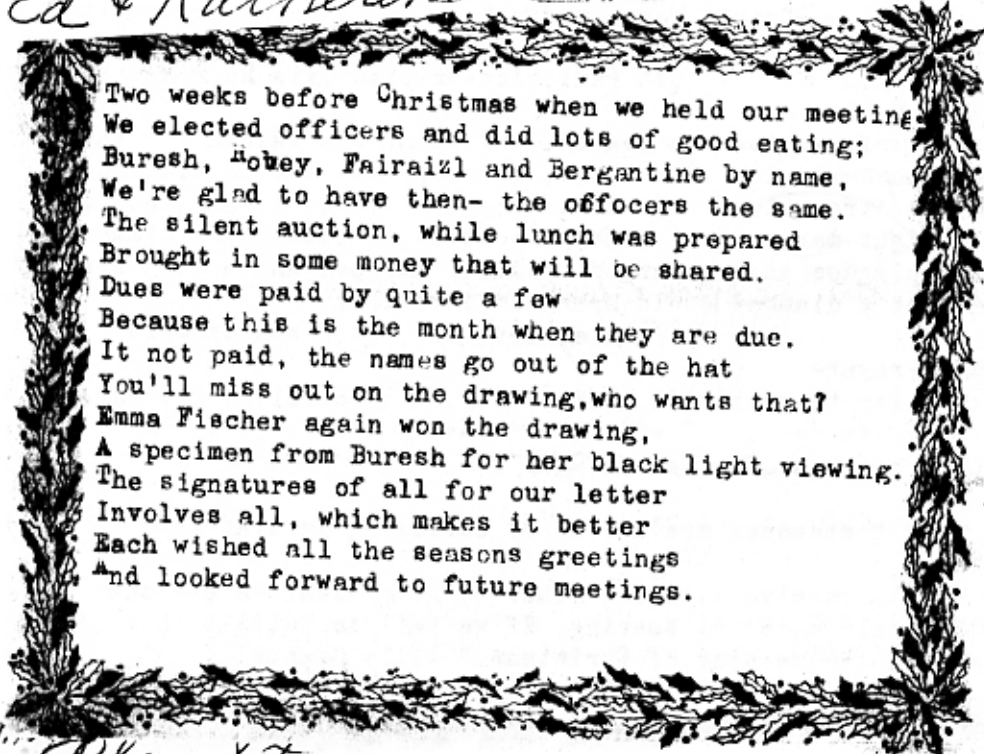 Ed & Katherine
Two weeks before Christmas when we held our meeting
We elected officers and did lots of good eating;
Buresh, Robey, Fairaizl and Bergantine by name,
We're glad to have then- the offocers the same.
The silent auction, while lunch was prepared
Brought in some money that will be shared.
Dues were paid by quite a few
Because this is the month when they are due.
It not paid, the names go out of the hat
You'll miss out on the drawing,who wants that?
Emma Fischer again won the drawing,
A specimen from Buresh for her black light viewing.
The signatures of all for our letter
Involves all, which makes it better
Each wished all the seasons greetings
And looked forward to future meetings.